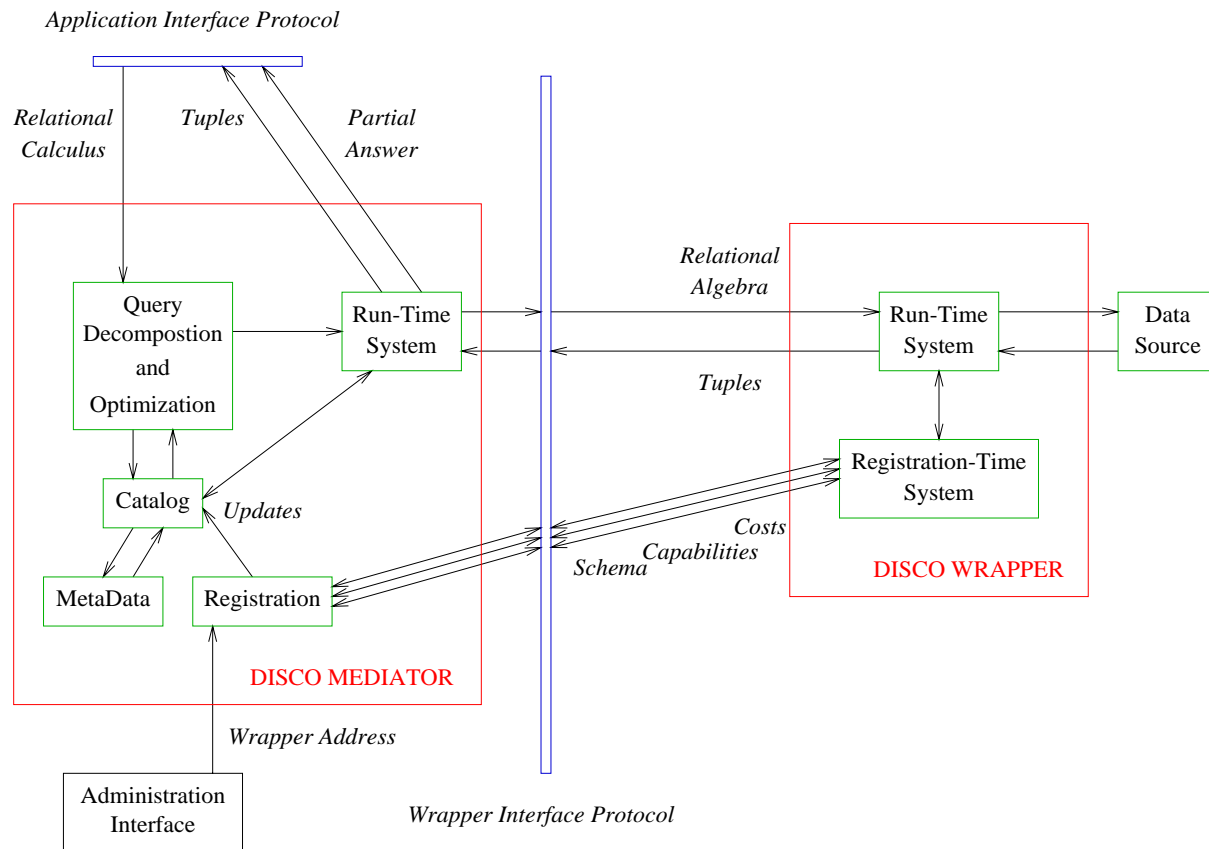 Application Interface Protocol
Relational
Calculus
Tuples
Partial
Answer
Query
Decompostion
and
Optimization
Run-Time
System
Relational
Algebra
Run-Time
System
Data
Source
Tuples
Catalog
Updates
Registration-Time
System
Costs
Capabilities
Schema
MetaData
Registration
DISCO WRAPPER
DISCO MEDIATOR
Wrapper Address
Administration
Interface
Wrapper Interface Protocol